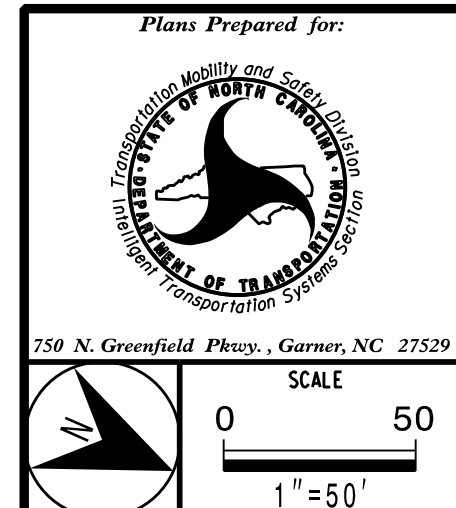 Plans Prepared for:
Transportation Mobility and Safety Division
STATE OF NORTH CAROLINA
DEPARTMENT OF TRANSPORTATION
Intelligent Transportation Systems Section
750 N. Greenfield Pkwy. , Garner, NC 27529
N
SCALE
0 50
1"=50'